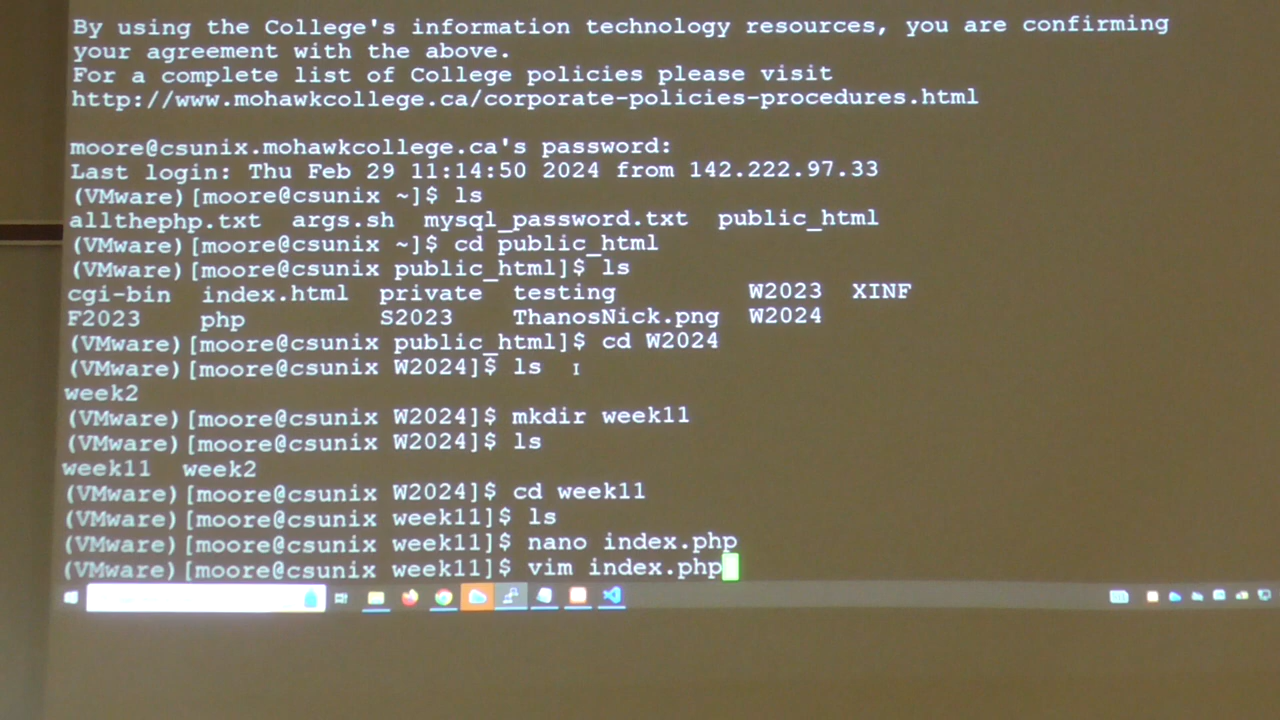 By using the College's information technology resources, you are confirming
your agreement with the above.
For a complete list of College policies please visit
http://www.mohawkcollege.ca/corporate-policies-procedures.html
moore@csunix.mohawkcollege.ca's password:
Last login: Thu Feb 29 11:14:50 2024 from 142.222.97.33
(VMware)[moore@csunix ~]$ ls
allthephp.txt  args.sh  mysql_password.txt  public_html
(VMware)[moore@csunix ~]$ cd public_html
(VMware)[moore@csunix public_html]$ ls
cgi-bin  index.html  private  testing  W2023  XINF
F2023  php  S2023  ThanosNick.png  W2024
(VMware)[moore@csunix public_html]$ cd W2024
(VMware)[moore@csunix W2024]$ ls
week2
(VMware)[moore@csunix W2024]$ mkdir week11
(VMware)[moore@csunix W2024]$ ls
week11  week2
(VMware)[moore@csunix W2024]$ cd week11
(VMware)[moore@csunix week11]$ ls
(VMware)[moore@csunix week11]$ nano index.php
(VMware)[moore@csunix week11]$ vim index.php